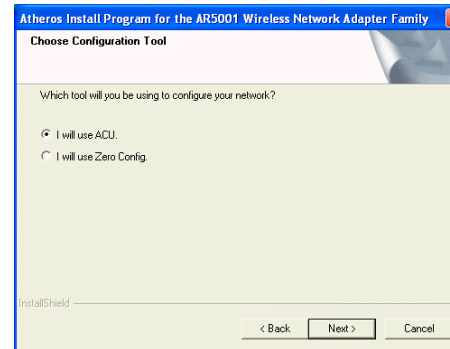 Atheros Install Program for the AR5001 Wireless Network Adapter Family
Choose Configuration Tool
Which tool will you be using to configure your network?
I will use ACU.
I will use Zero Config.
InstallShield
< Back Next > Cancel